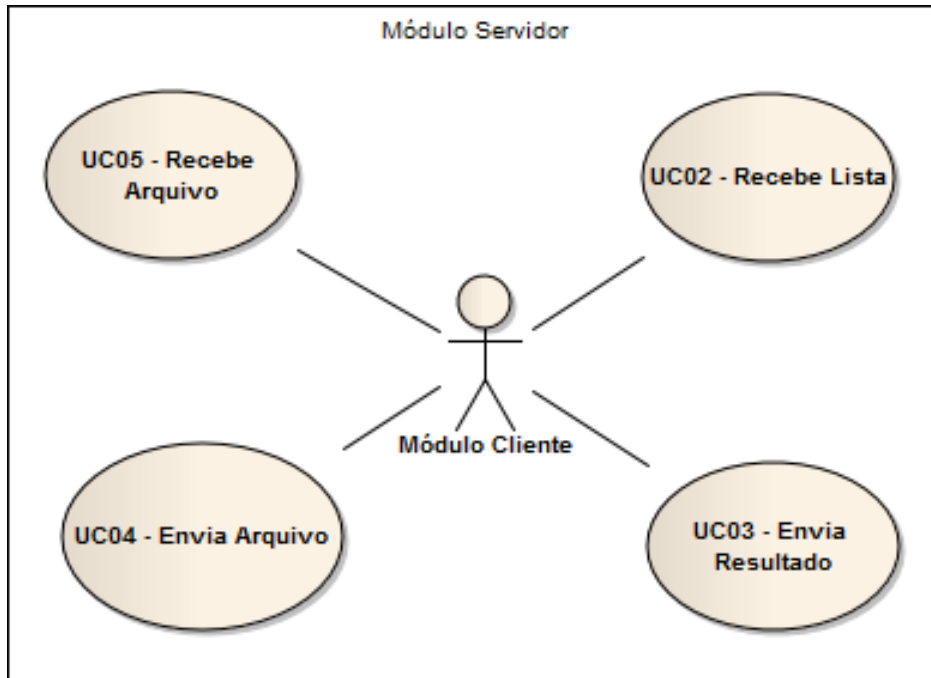 Módulo Servidor
UC05 - Recebe
Arquivo
UC02 - Recebe Lista
Módulo Cliente
UC04 - Envia Arquivo
UC03 - Envia
Resultado